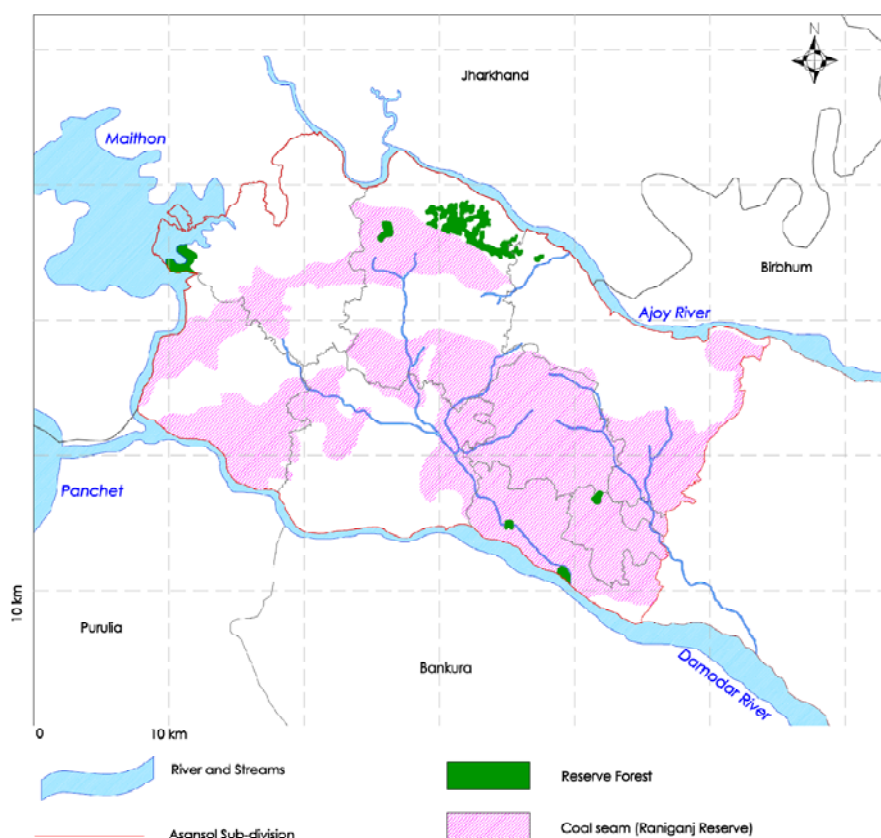 N
Jharkhand
Maithon
Birbhum
Ajoy River
Panchet
10 km
Purulia
Bankura
Damodar River
0
10 km
River and Streams
Reserve Forest
Asansol Sub-division
Coal seam (Raniganj Reserve)